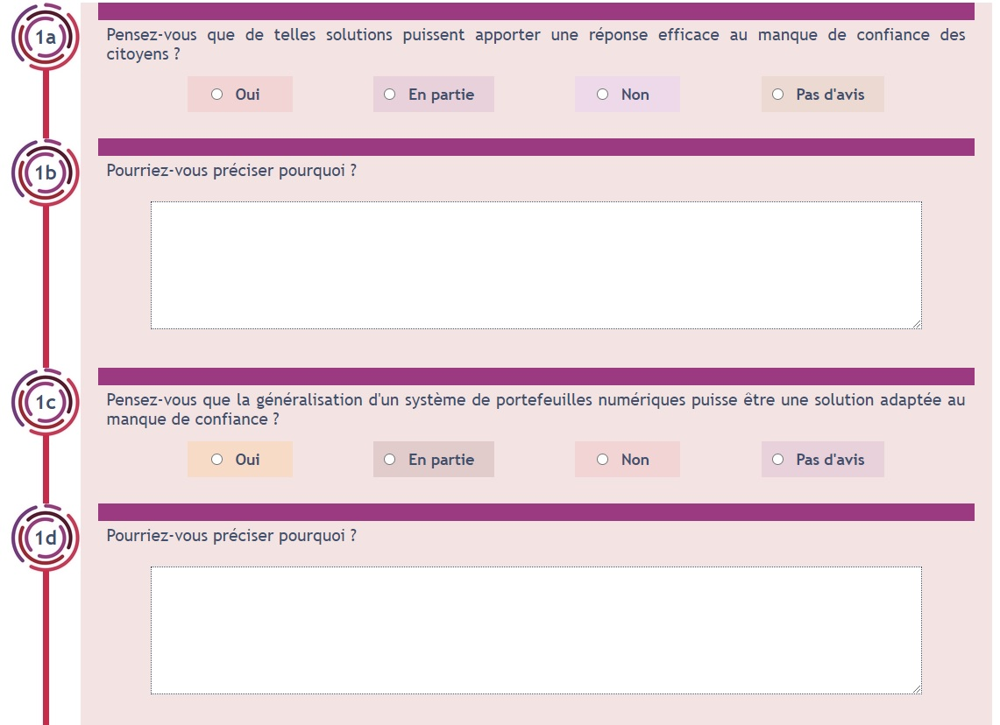 1a
Pensez-vous que de telles solutions puissent apporter une réponse efficace au manque de confiance des
citoyens ?
Oui En partie Non Pas d'avis
1b
Pourriez-vous préciser pourquoi ?
1c
Pensez-vous que la généralisation d'un système de portefeuilles numériques puisse être une solution adaptée au
manque de confiance ?
Oui En partie Non Pas d'avis
1d
Pourriez-vous préciser pourquoi ?